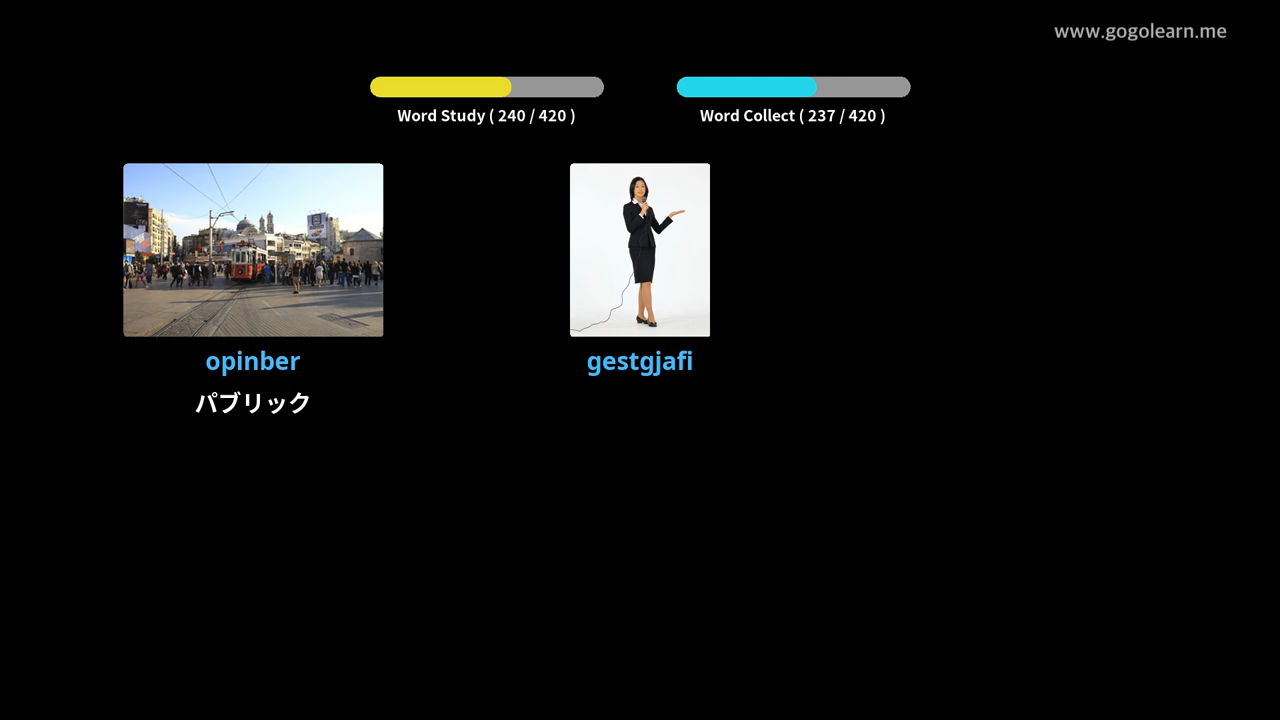 www.gogolearn.me
Word Study ( 240 / 420 )
Word Collect ( 237 / 420 )
opinber
gestgjafi
パブリック